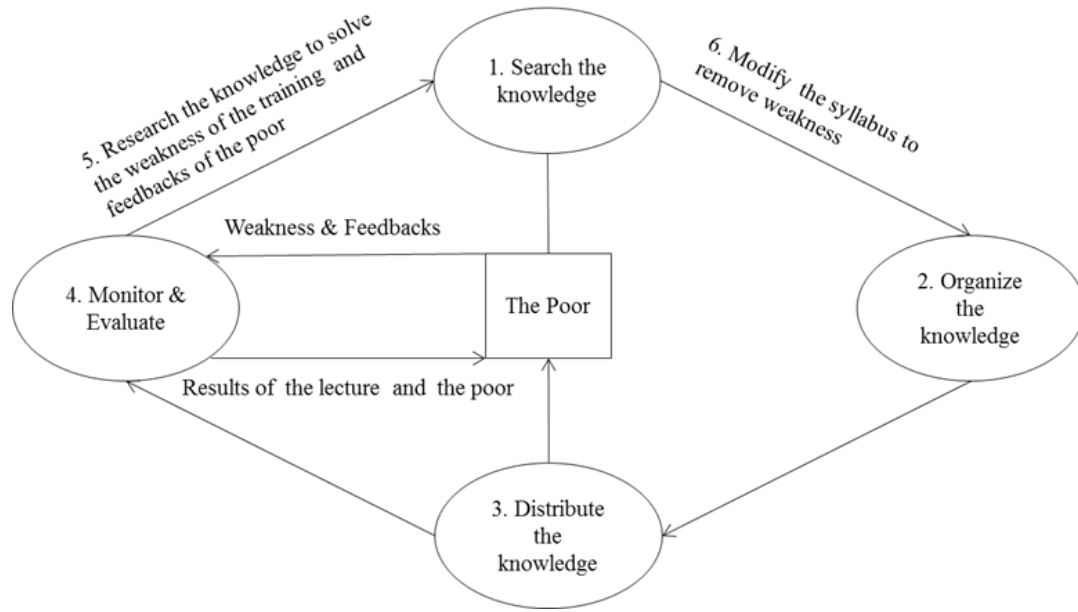 5. Research the knowledge to solve
the weakness of the training and
feedbacks of the poor
1. Search the
knowledge
6. Modify the syllabus to
remove weakness
Weakness & Feedbacks
4. Monitor &
Evaluate
The Poor
2. Organize
the
knowledge
Results of the lecture and the poor
3. Distribute
the
knowledge